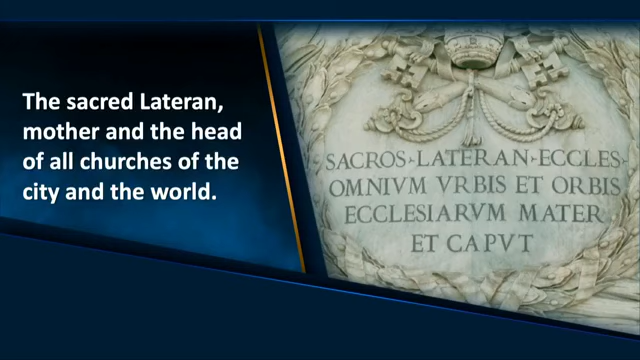 The sacred Lateran,
mother and the head
of all churches of the
city and the world.
SACROS·LATERAN·ECCLES·
OMNIVM VRBIS ET ORBIS
ECCLESIARVM MATER
ET CAPVT